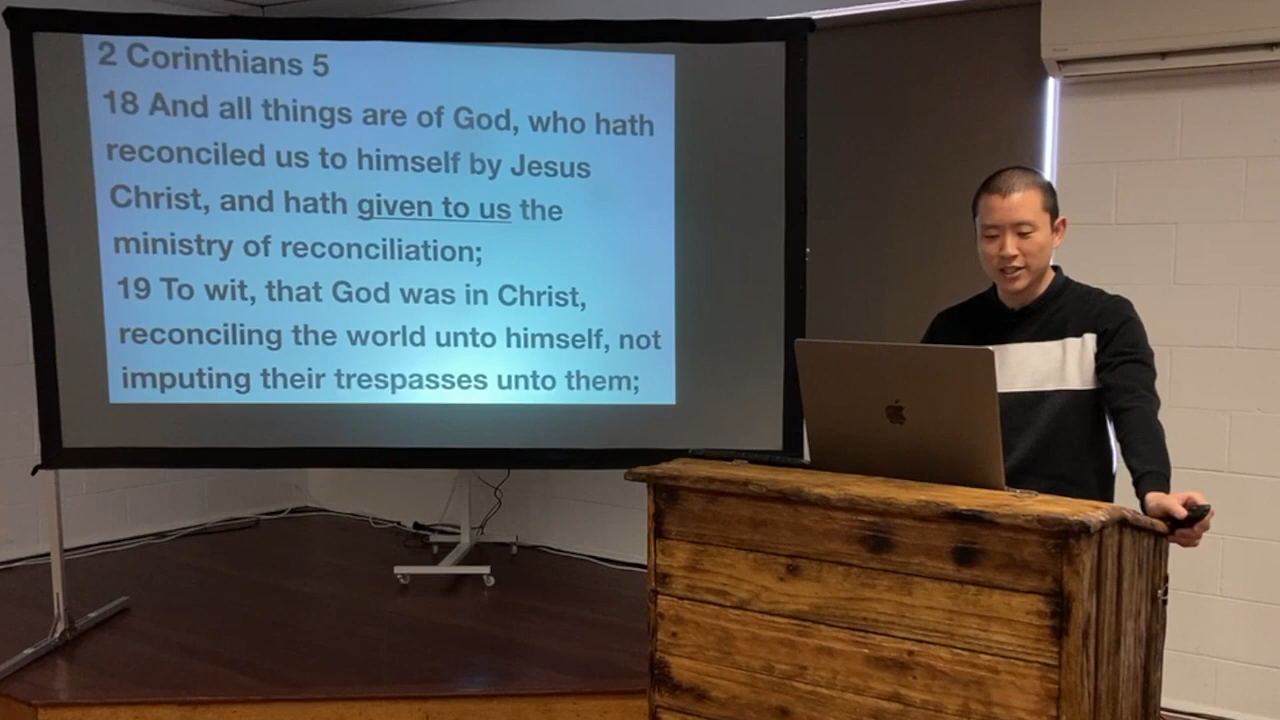 2 Corinthians 5
18 And all things are of God, who hath
reconciled us to himself by Jesus
Christ, and hath given to us the
ministry of reconciliation;
19 To wit, that God was in Christ,
reconciling the world unto himself, not
imputing their trespasses unto them;